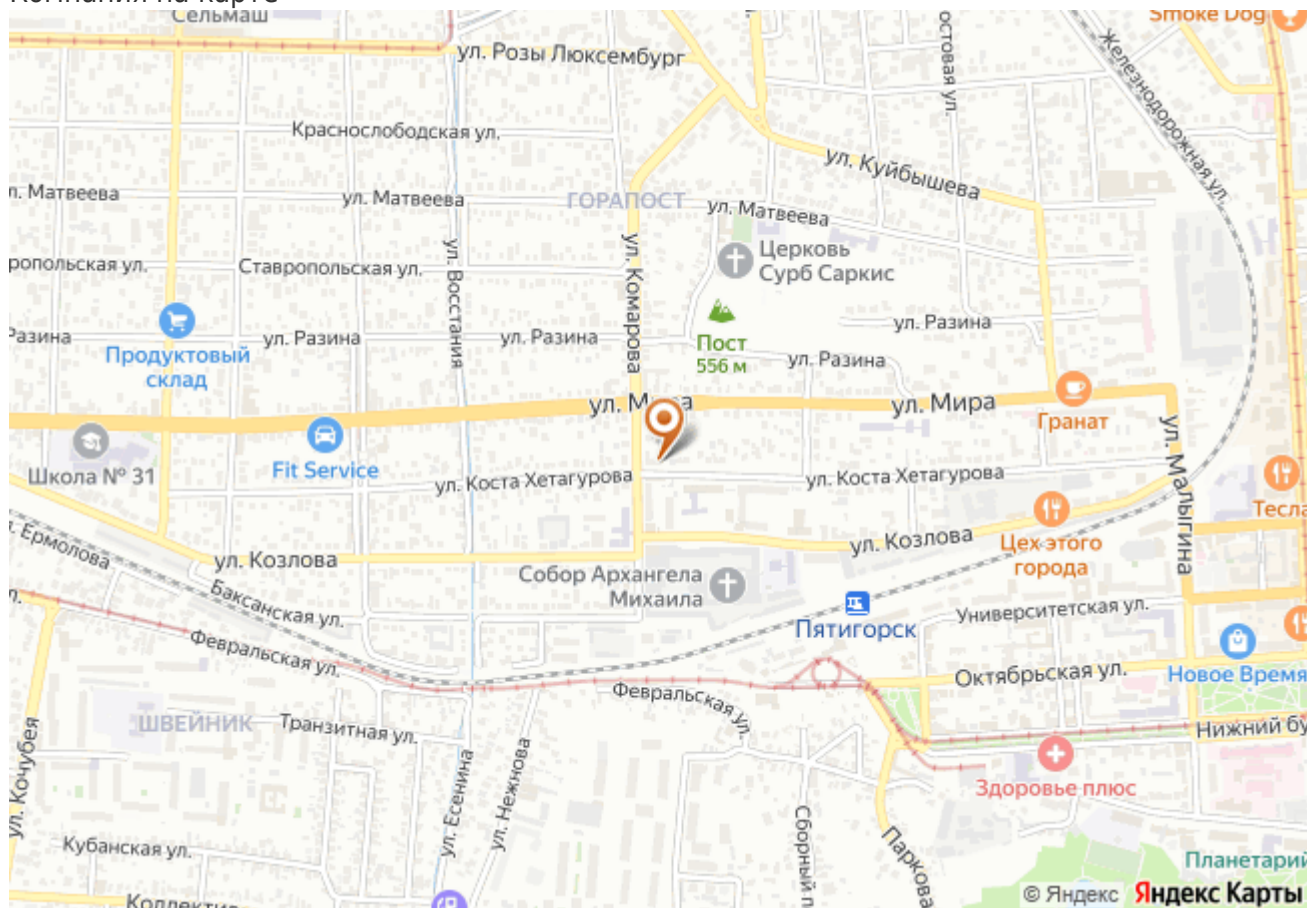 Компания на карте
Сельмаш
Smoke Dog
ул. Розы Люксембург
остовая ул.
Железнодорожная ул.
Краснослободская ул.
ул. Куйбышева
л. Матвеева
ул. Матвеева
ГОРАПОСТ
ул. Матвеева
ул. Комарова
ул. Восстания
Церковь
Сурб Саркис
ропольская ул.
Ставропольская ул.
Разина
ул. Разина
ул. Разина
ул. Разина
Продуктовый
склад
Пост
556 м
ул. Разина
ул. Мира
ул. Мира
Гранат
ул. Малыгина
Школа № 31
Fit Service
ул. Коста Хетагурова
ул. Коста Хетагурова
Тесла
. Ермолова
ул. Козлова
ул. Козлова
Цех этого
города
Собор Архангела
Михаила
Баксанская ул.
Пятигорск
Университетская ул.
л.
Февральская ул.
Октябрьская ул.
Новое Время
Февральская ул.
ШВЕЙНИК
Транзитная ул.
Нижний бу
ул. Кочубея
ул. Есенина
ул. Нежнова
Здоровье плюс
Сборный п
Паркова
Кубанская ул.
Планетарий
Коллектив
© Яндекс Яндекс Карты